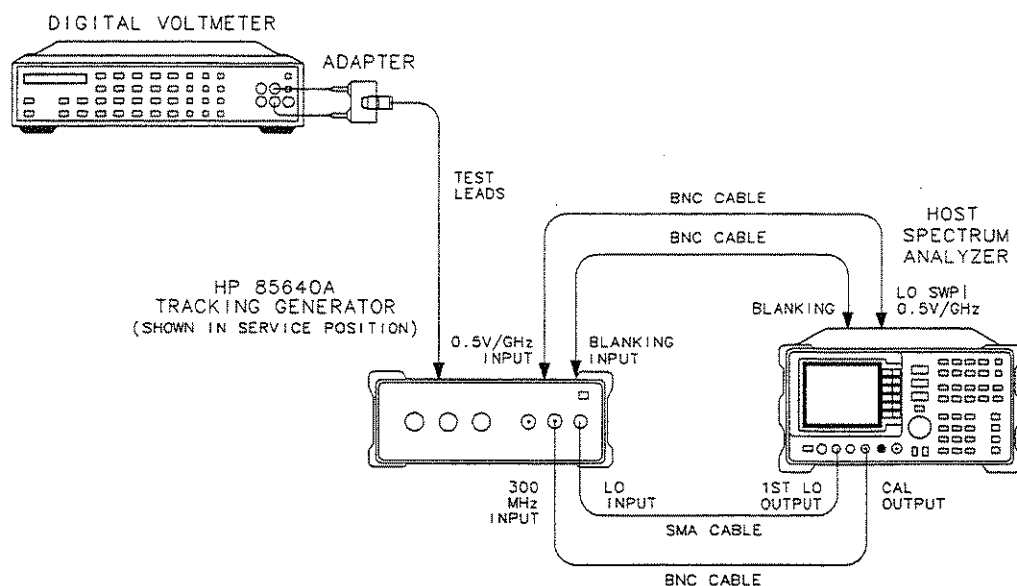 DIGITAL VOLTMETER
ADAPTER
TEST
LEADS
BNC CABLE
BNC CABLE
HOST
SPECTRUM
ANALYZER
HP 85640A
TRACKING GENERATOR
(SHOWN IN SERVICE POSITION)
0.5V/GHz
INPUT
BLANKING
INPUT
BLANKING
LO SWP|
0.5V/GHz
300
MHz
INPUT
LO
INPUT
1ST LO
OUTPUT
CAL
OUTPUT
SMA CABLE
BNC CABLE